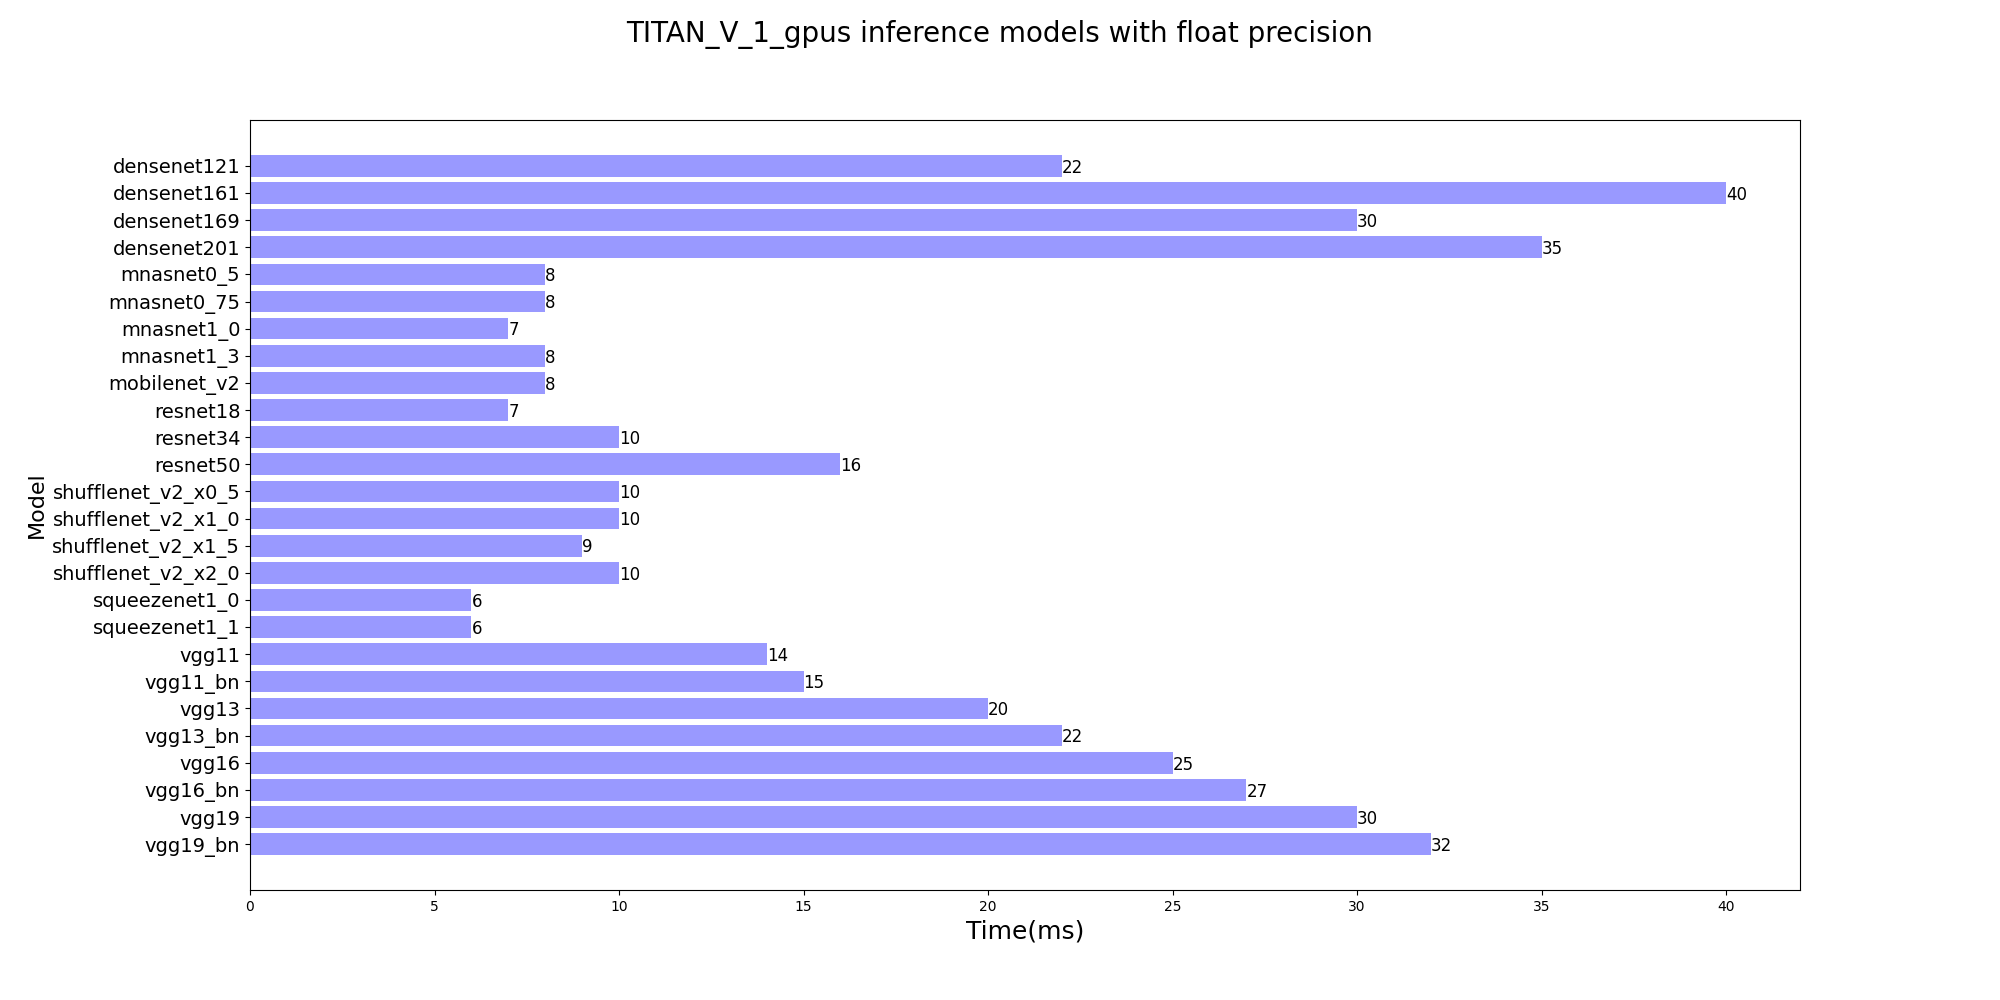 TITAN_V_1_gpus inference models with float precision
densenet121 22
densenet161 40
densenet169 30
densenet201 35
mnasnet0_5 8
mnasnet0_75 8
mnasnet1_0 7
mnasnet1_3 8
mobilenet_v2 8
resnet18 7
resnet34 10
resnet50 16
shufflenet_v2_x0_5 10
shufflenet_v2_x1_0 10
shufflenet_v2_x1_5 9
shufflenet_v2_x2_0 10
squeezenet1_0 6
squeezenet1_1 6
vgg11 14
vgg11_bn 15
vgg13 20
vgg13_bn 22
vgg16 25
vgg16_bn 27
vgg19 30
vgg19_bn 32
Model
0 5 10 15 20 25 30 35 40
Time(ms)